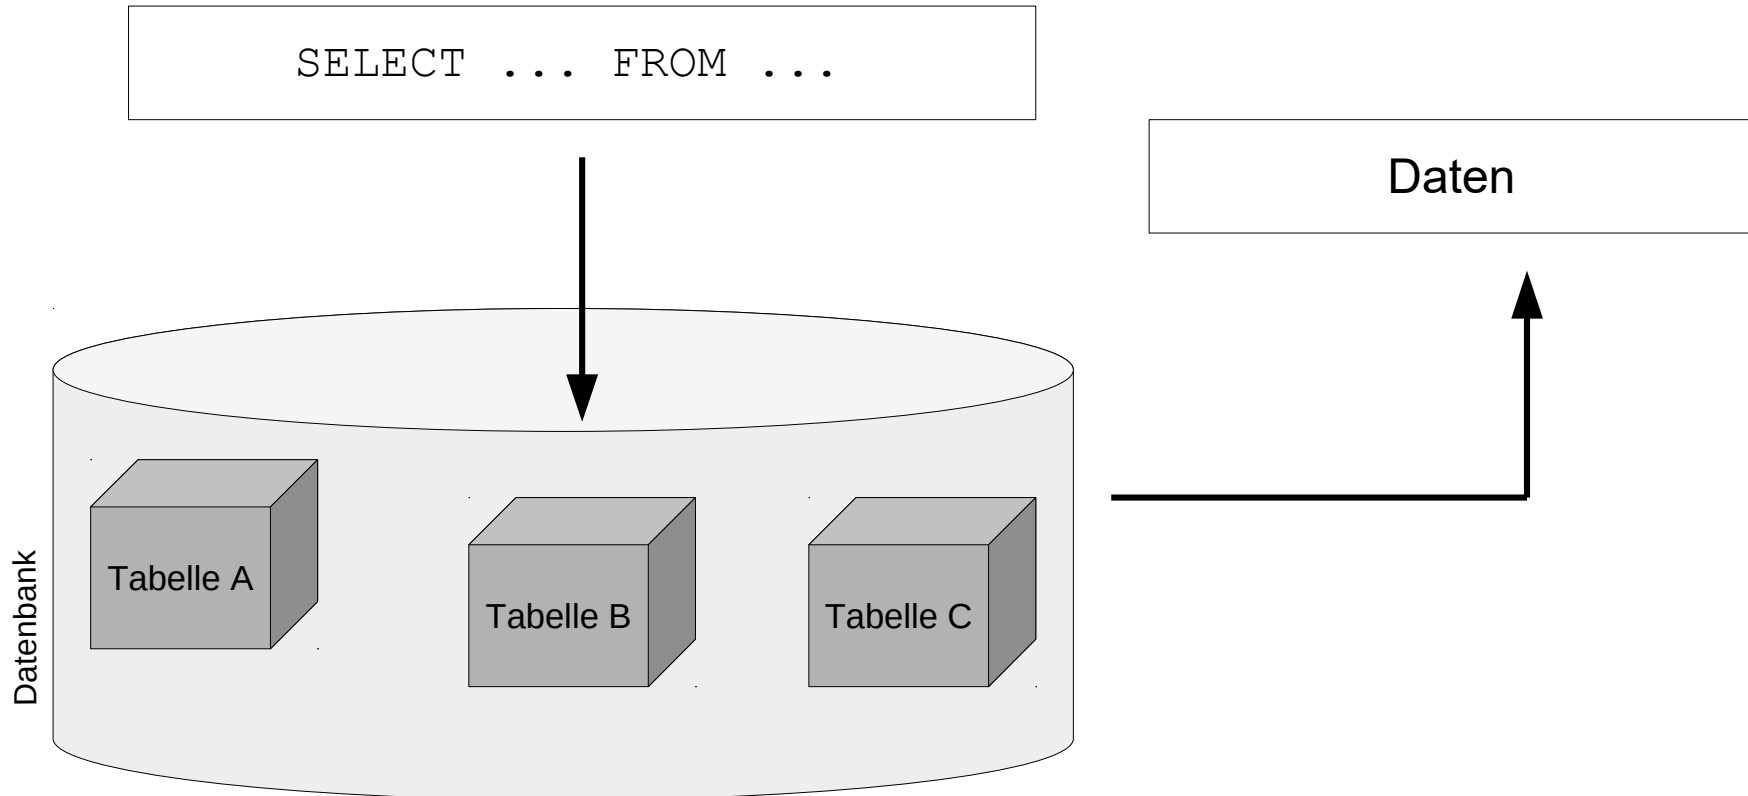 SELECT ... FROM ...
Daten
Datenbank
Tabelle A
Tabelle B
Tabelle C